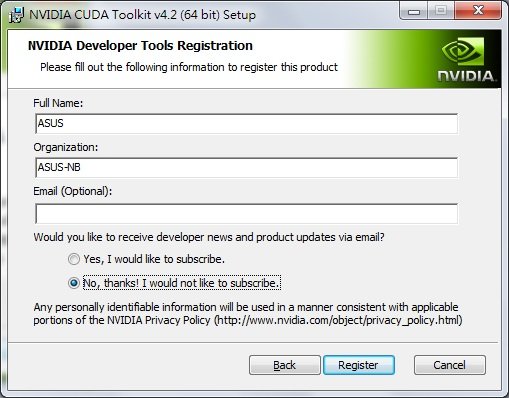 NVIDIA CUDA Toolkit v4.2 (64 bit) Setup
NVIDIA Developer Tools Registration
Please fill out the following information to register this product
NVIDIA
Full Name:
ASUS
Organization:
ASUS-NB
Email (Optional):
Would you like to receive developer news and product updates via email?
Yes, I would like to subscribe.
No, thanks! I would not like to subscribe.
Any personally identifiable information will be used in a manner consistent with applicable
portions of the NVIDIA Privacy Policy (http://www.nvidia.com/object/privacy_policy.html)
Back Register Cancel